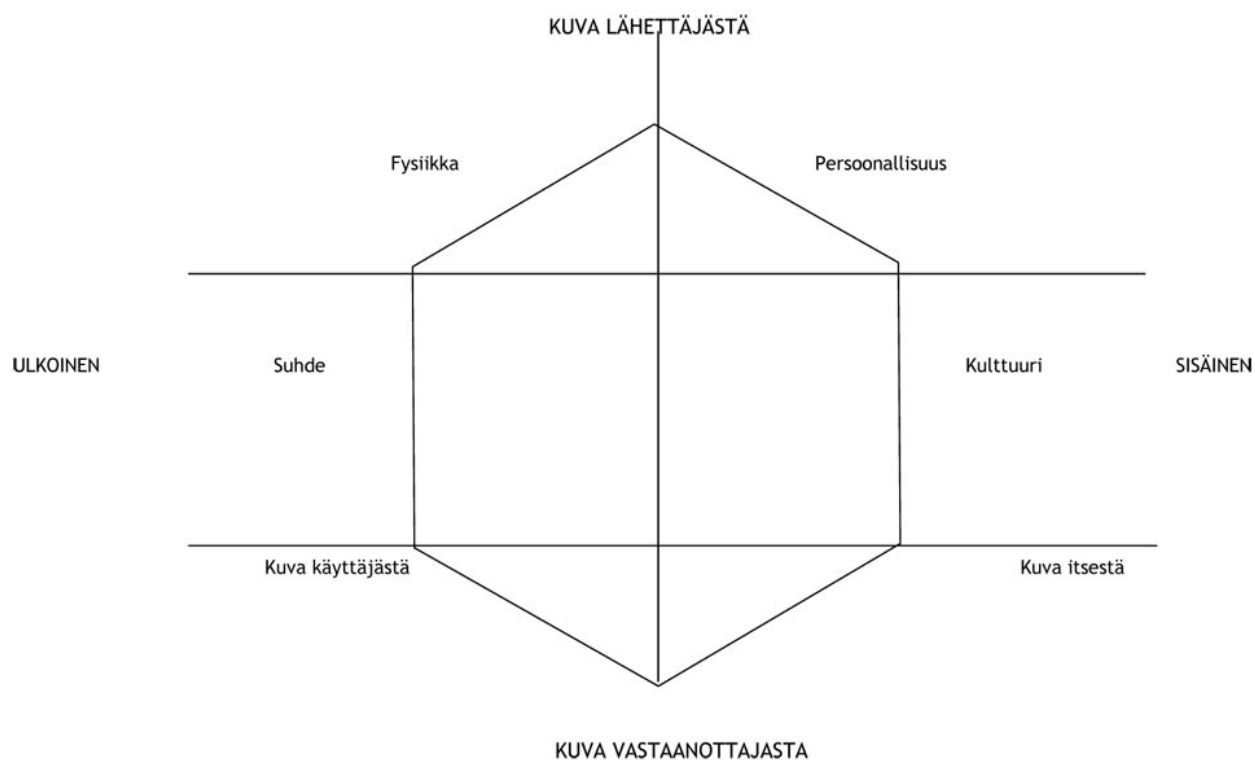 KUVA LÄHETTÄJÄSTÄ
Fysiikka
Persoonallisuus
ULKOINEN
Suhde
Kulttuuri
SISÄINEN
Kuva käyttäjästä
Kuva itsestä
KUVA VASTAANOTTAJASTA